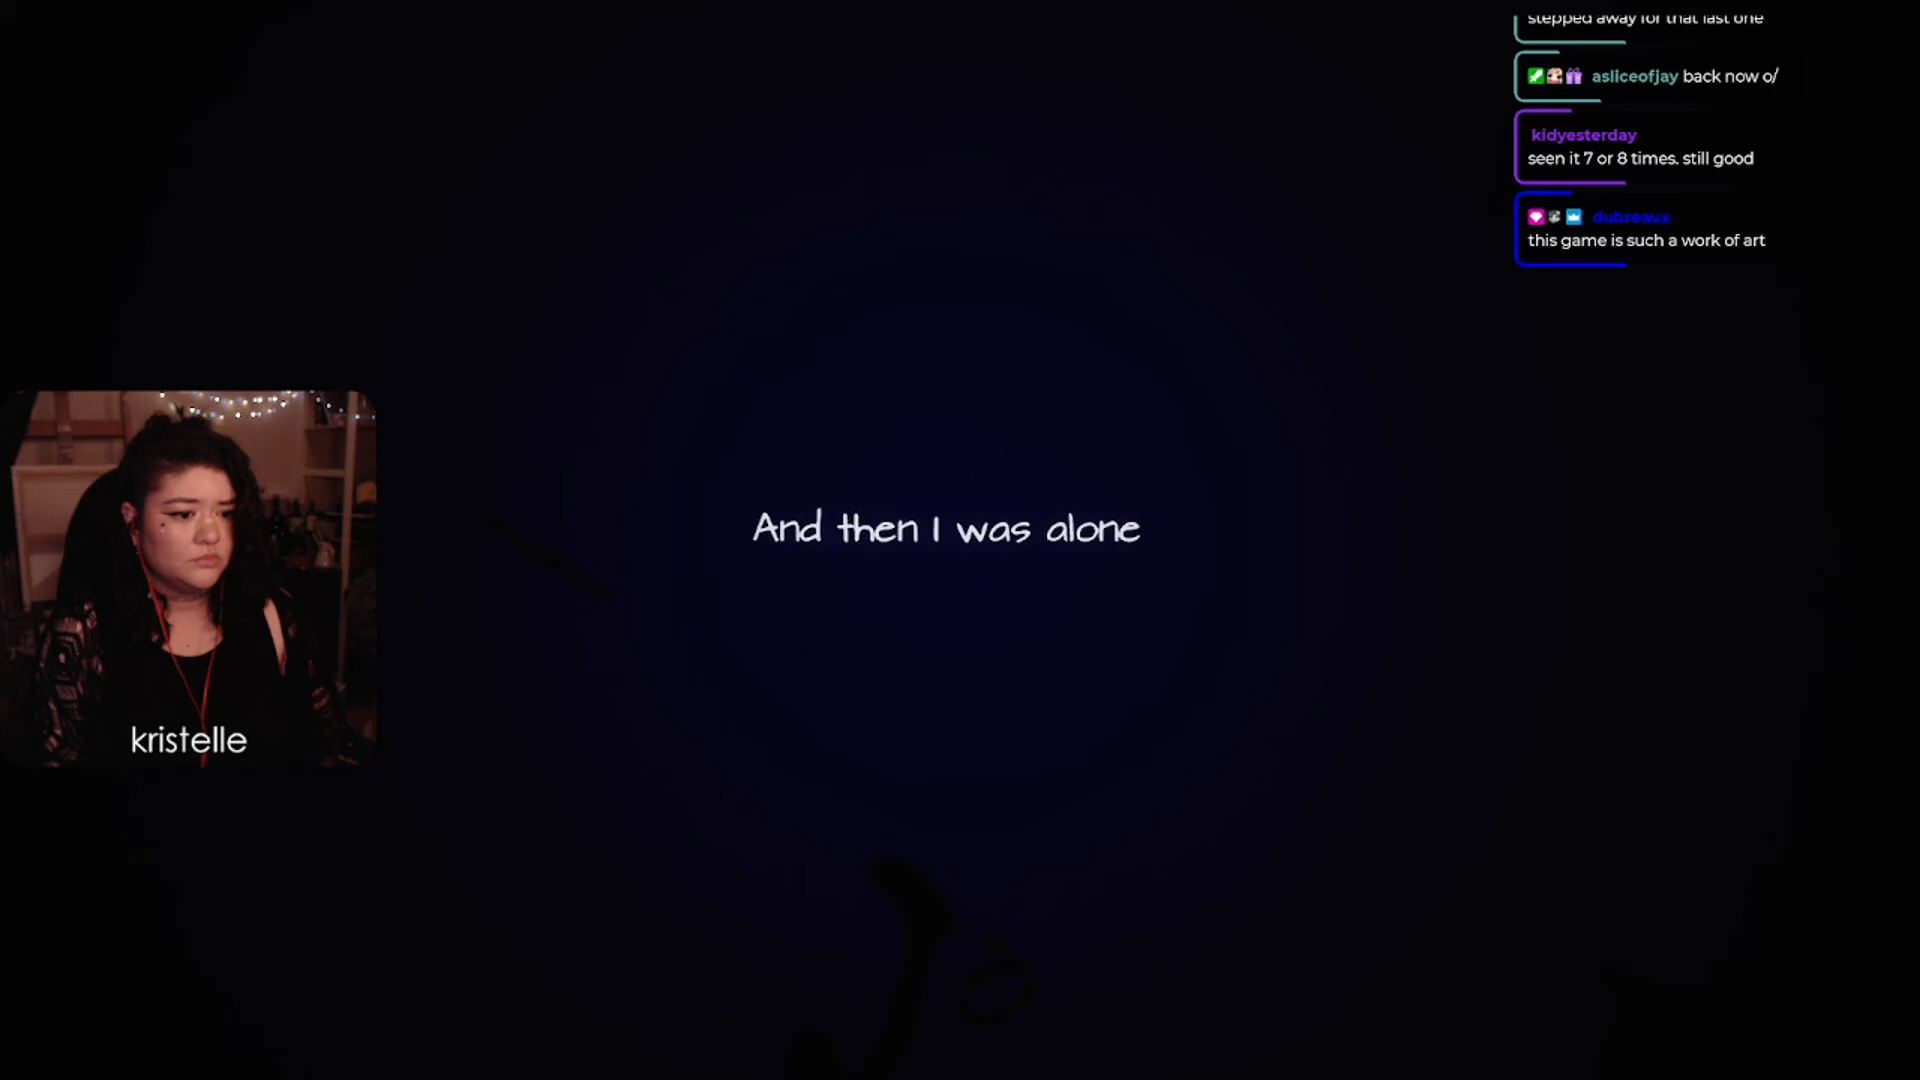 stepped away for that last one
asliceofjay back now o/
kidyesterday
seen it 7 or 8 times. still good
dubreaux
this game is such a work of art
And then I was alone
kristelle